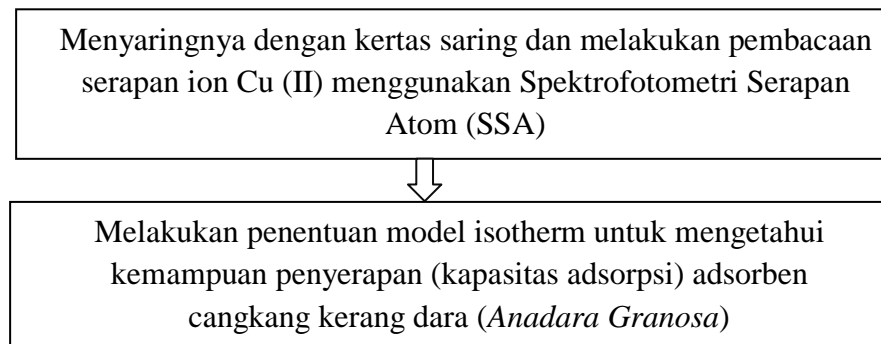 Menyaringnya dengan kertas saring dan melakukan pembacaan
serapan ion Cu (II) menggunakan Spektrofotometri Serapan
Atom (SSA)
Melakukan penentuan model isotherm untuk mengetahui
kemampuan penyerapan (kapasitas adsorpsi) adsorben
cangkang kerang dara (Anadara Granosa)